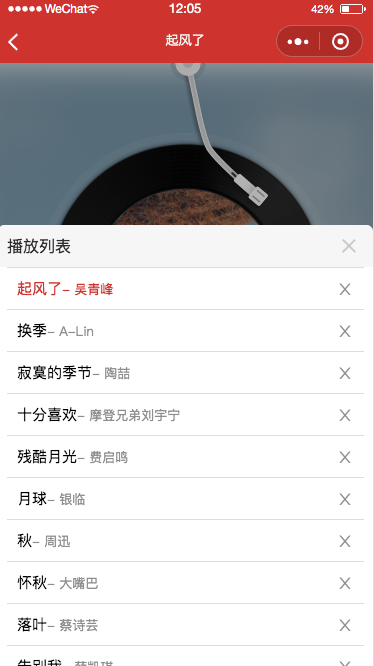 WeChat 12:05 42%
起风了
播放列表
起风了- 吴青峰 X
换季- A-Lin X
寂寞的季节- 陶喆 X
十分喜欢- 摩登兄弟刘宇宁 X
残酷月光- 费启鸣 X
月球- 银临 X
秋- 周迅 X
怀秋- 大嘴巴 X
落叶- 蔡诗芸 X
告别我-